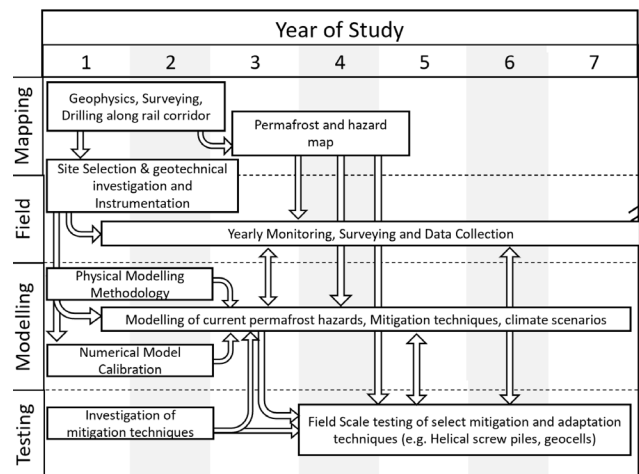 Year of Study
1 2 3 4 5 6 7
Mapping
Geophysics, Surveying,
Drilling along rail corridor
Permafrost and hazard
map
Site Selection & geotechnical
investigation and
Instrumentation
Field
Yearly Monitoring, Surveying and Data Collection
Modelling
Physical Modelling
Methodology
Modelling of current permafrost hazards, Mitigation techniques, climate scenarios
Numerical Model
Calibration
Testing
Investigation of
mitigation techniques
Field Scale testing of select mitigation and adaptation
techniques (e.g. Helical screw piles, geocells)